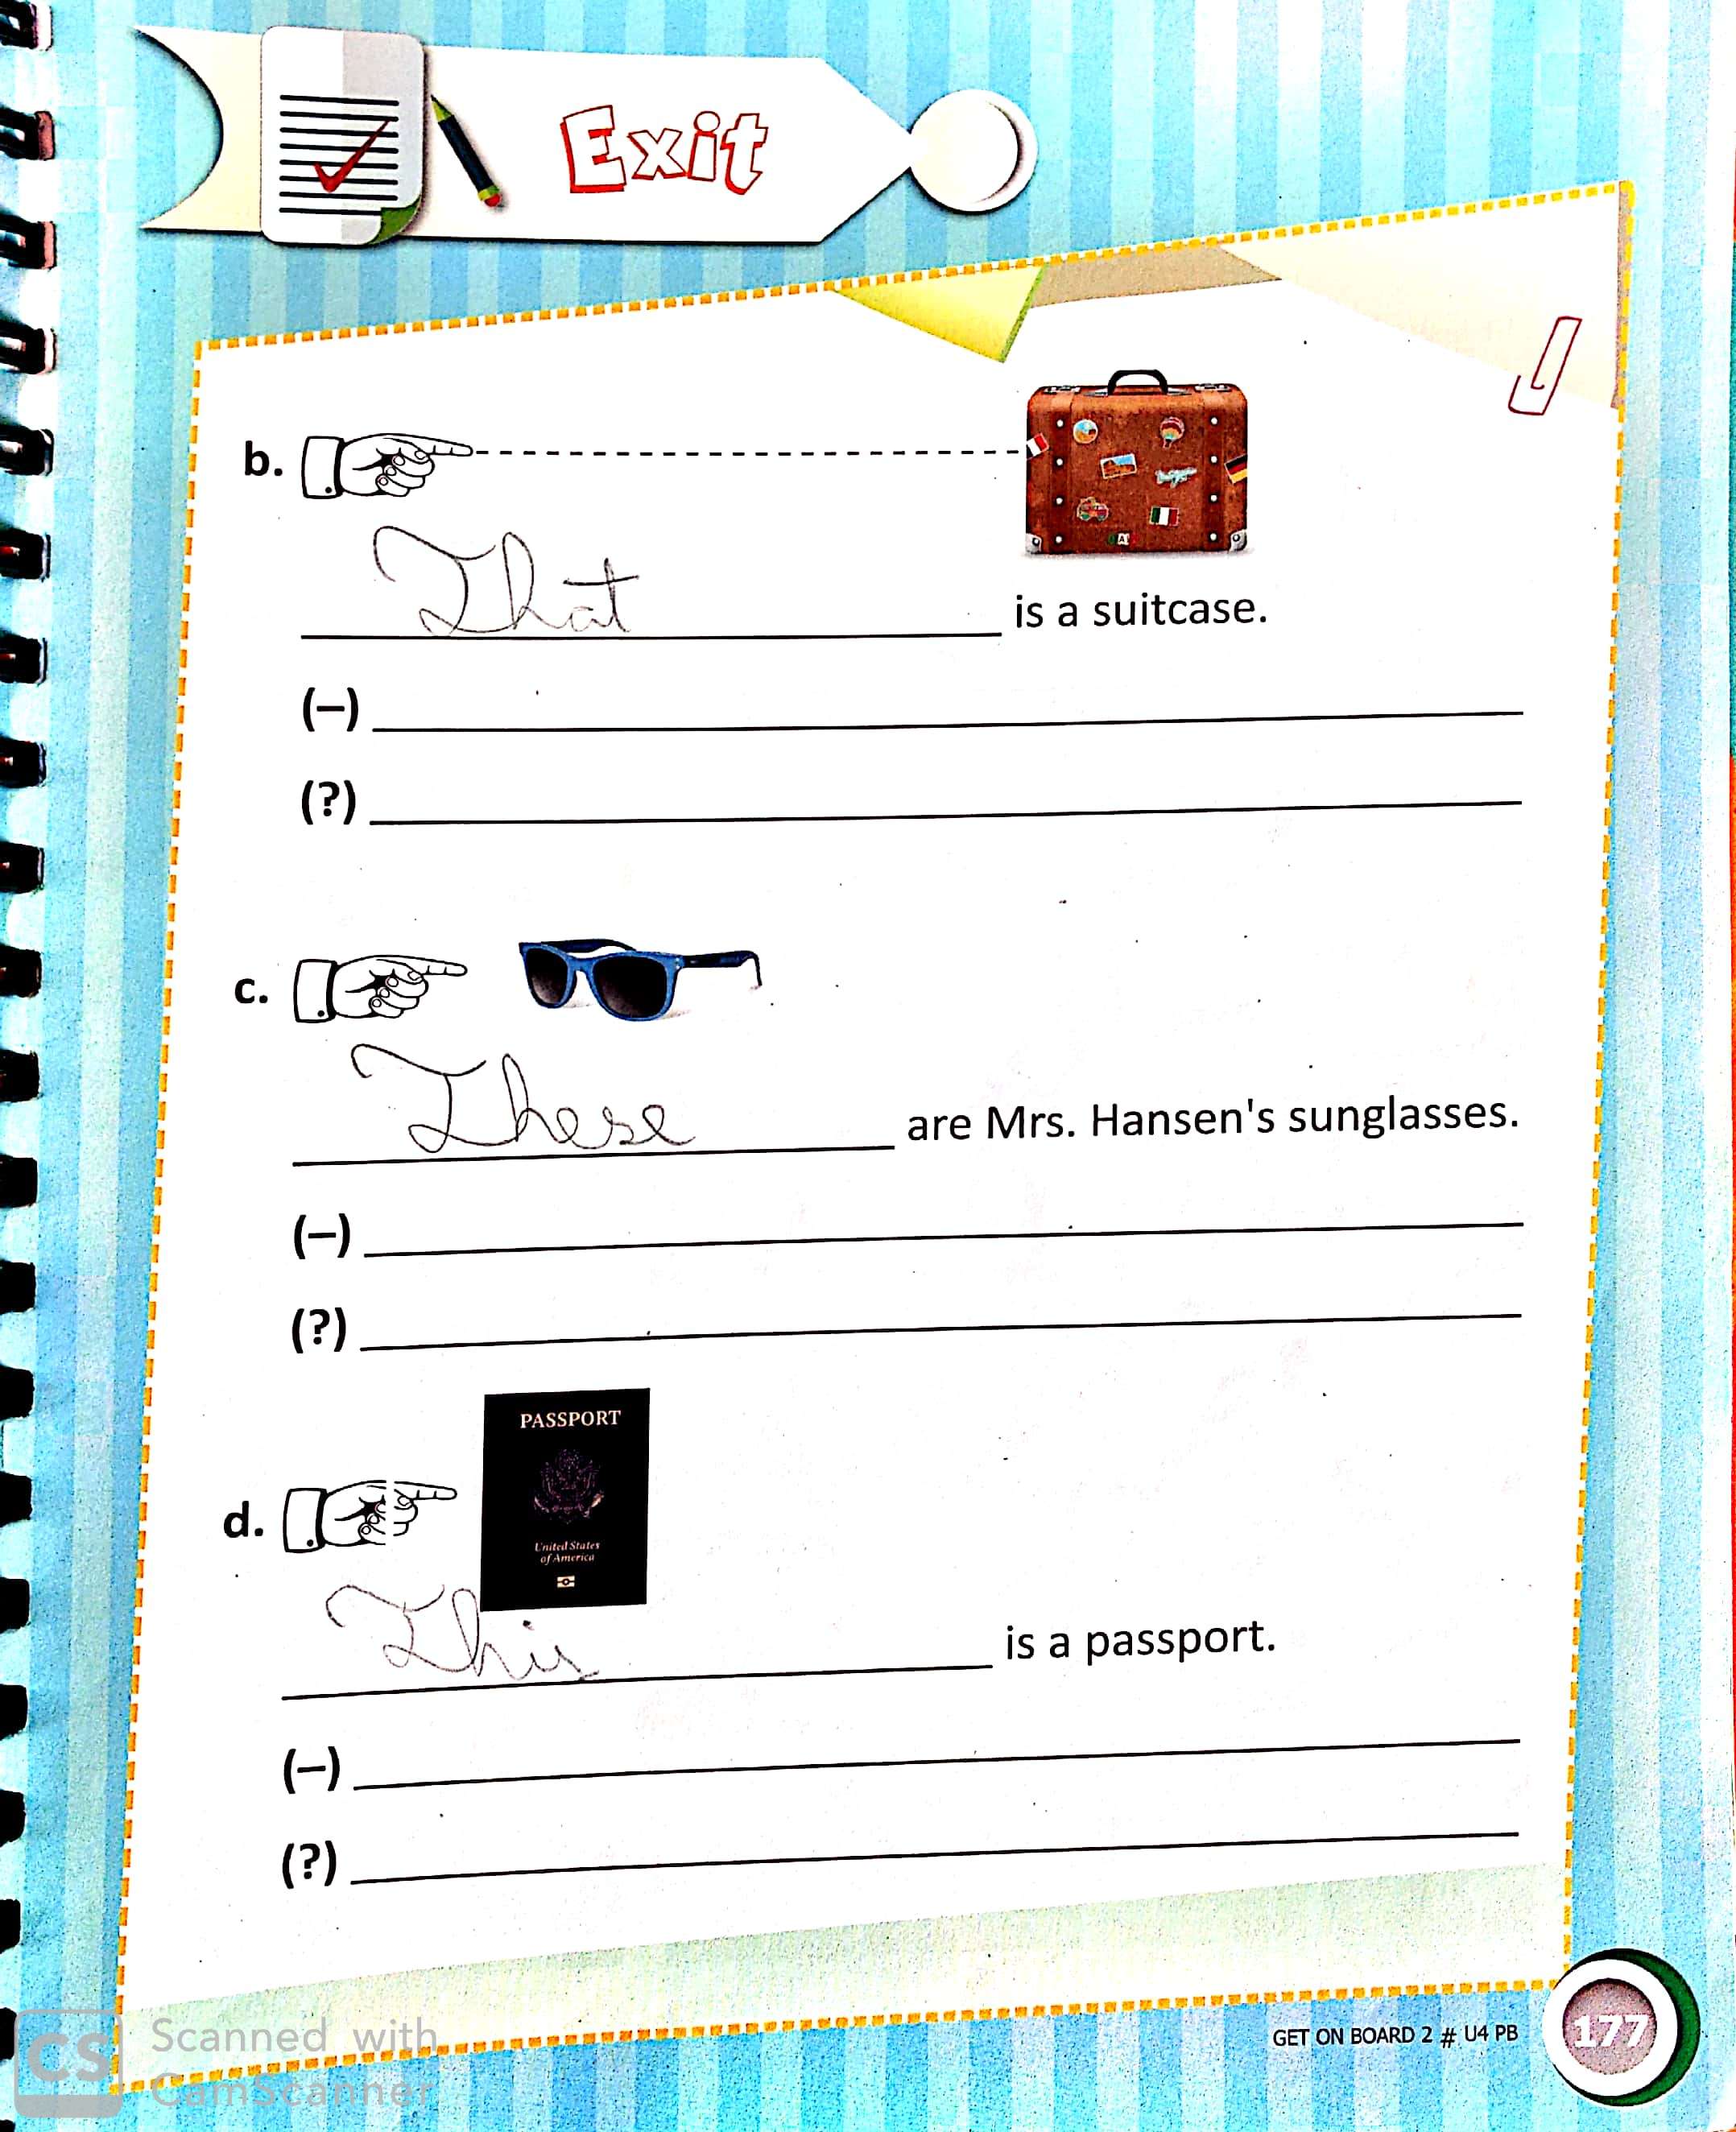 Exit
b.
That is a suitcase.
(–)
(?)
c.
These are Mrs. Hansen's sunglasses.
(–)
(?)
PASSPORT
d.
United States
of America
This is a passport.
(–)
(?)
GET ON BOARD 2 # U4 PB
177
CS Scanned with
CamScanner